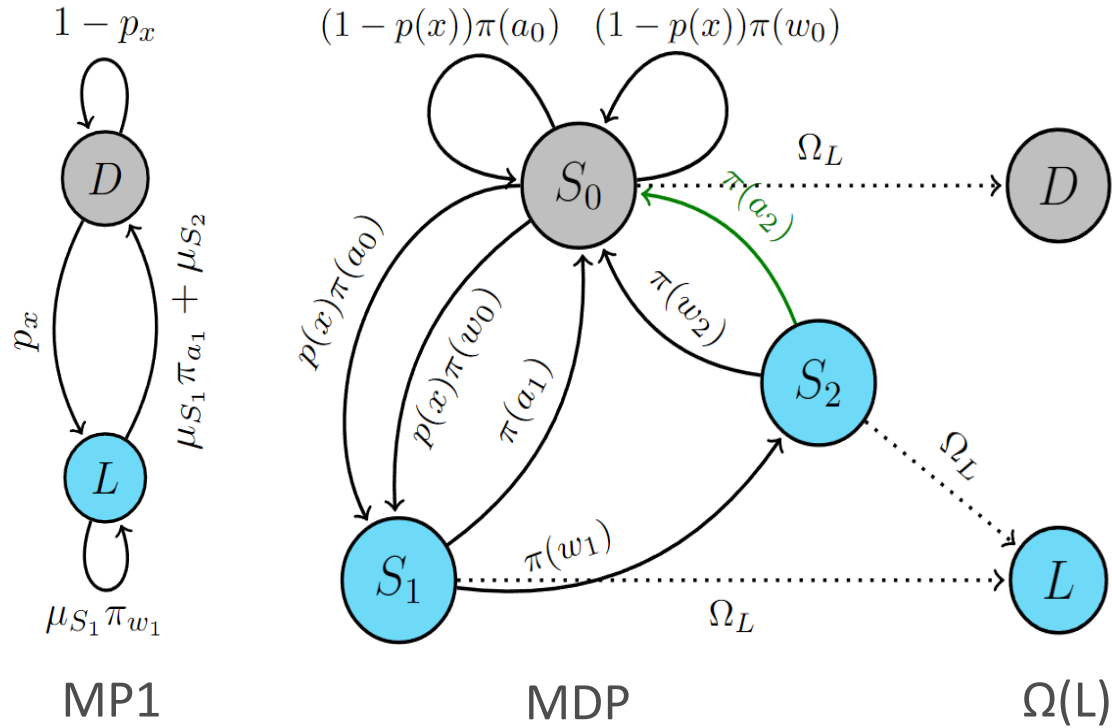 1 − p_x
D
p_x
μ_{S_1} π_{a_1} + μ_{S_2}
L
μ_{S_1} π_{w_1}
MP1
(1 − p(x))π(a_0)
(1 − p(x))π(w_0)
S_0
Ω_L
D
π(a_2)
p(x)π(a_0)
p(x)π(w_0)
π(a_1)
π(w_2)
S_2
Ω_L
S_1
π(w_1)
Ω_L
L
MDP
Ω(L)